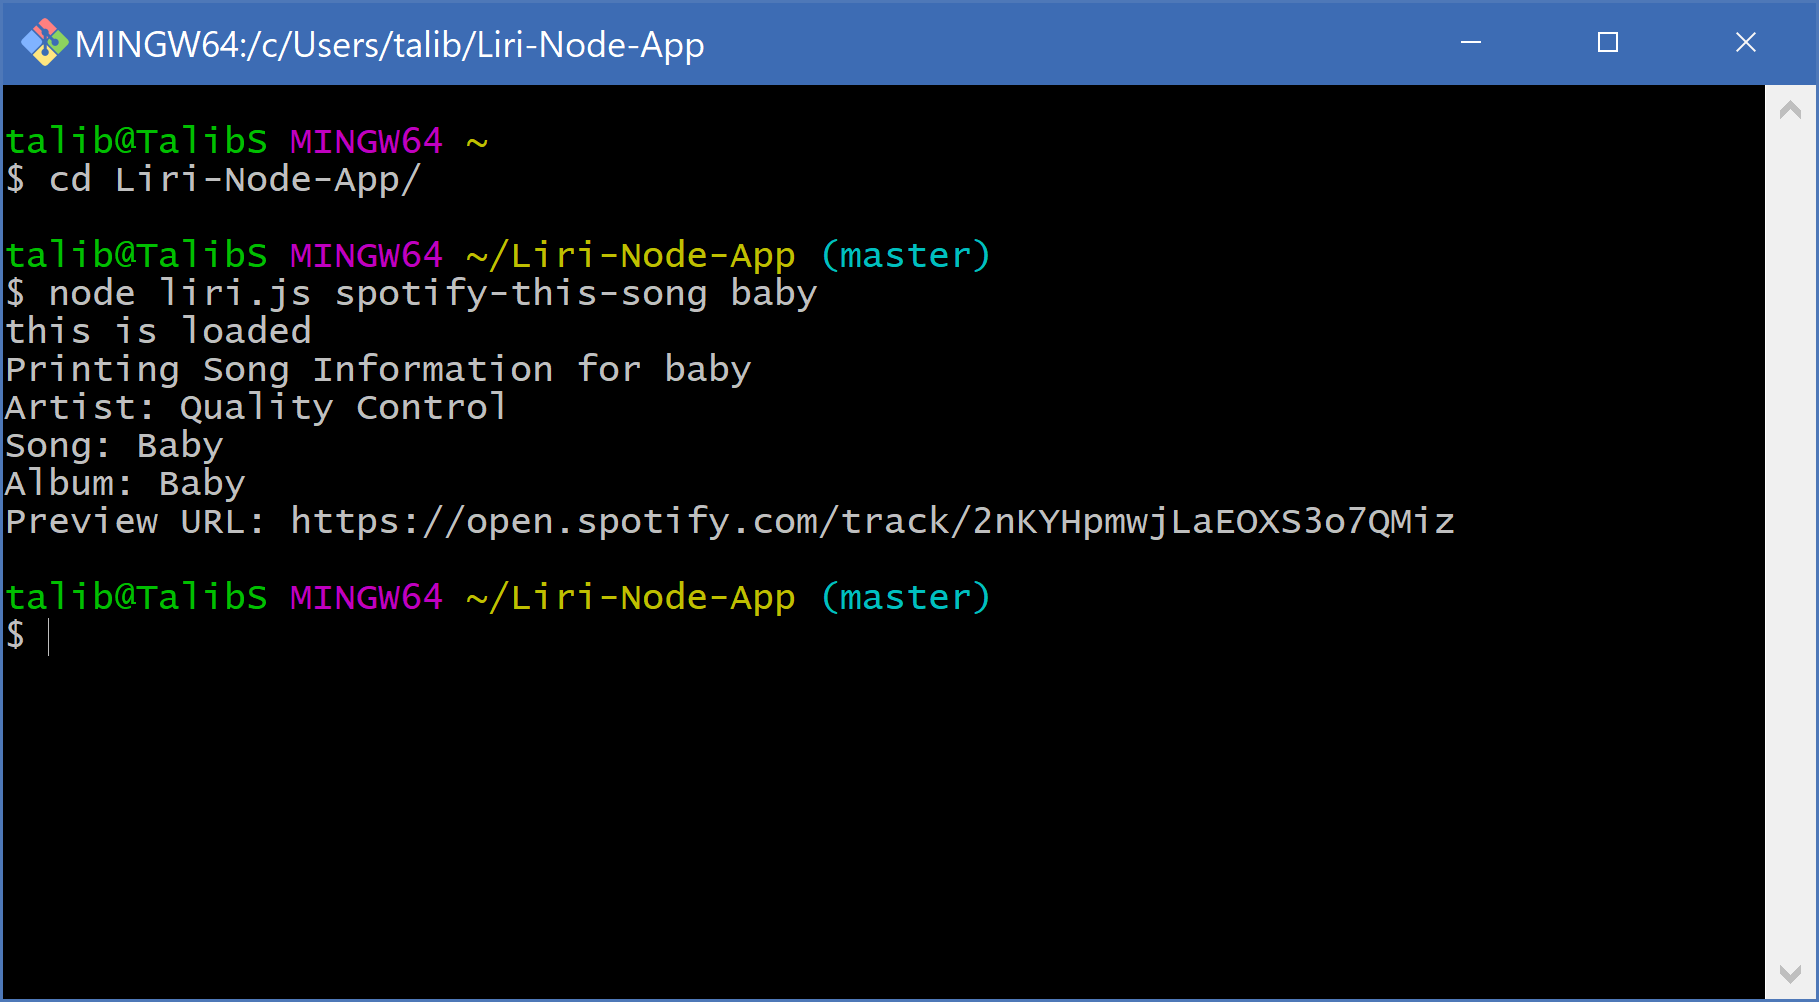 MINGW64:/c/Users/talib/Liri-Node-App
talib@TalibS MINGW64 ~
$ cd Liri-Node-App/
talib@TalibS MINGW64 ~/Liri-Node-App (master)
$ node liri.js spotify-this-song baby
this is loaded
Printing Song Information for baby
Artist: Quality Control
Song: Baby
Album: Baby
Preview URL: https://open.spotify.com/track/2nKYHpmwjLaEOXS3o7QMiz
talib@TalibS MINGW64 ~/Liri-Node-App (master)
$